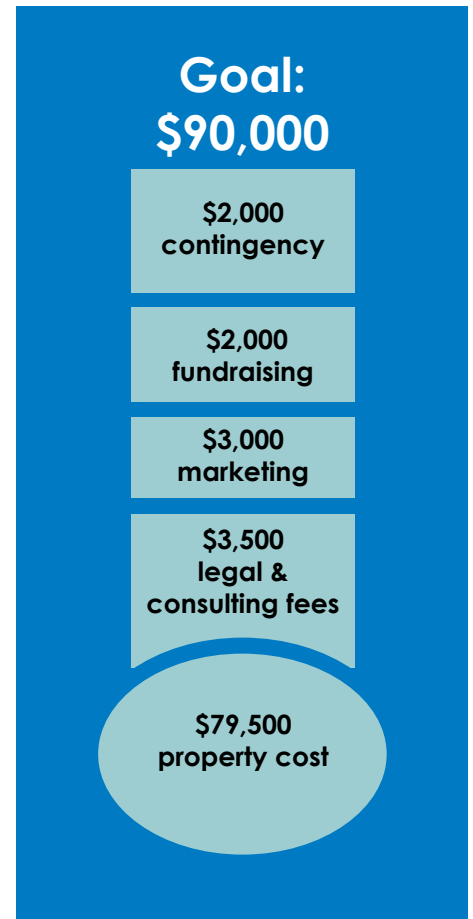 Goal:
$90,000
$2,000
contingency
$2,000
fundraising
$3,000
marketing
$3,500
legal &
consulting fees
$79,500
property cost